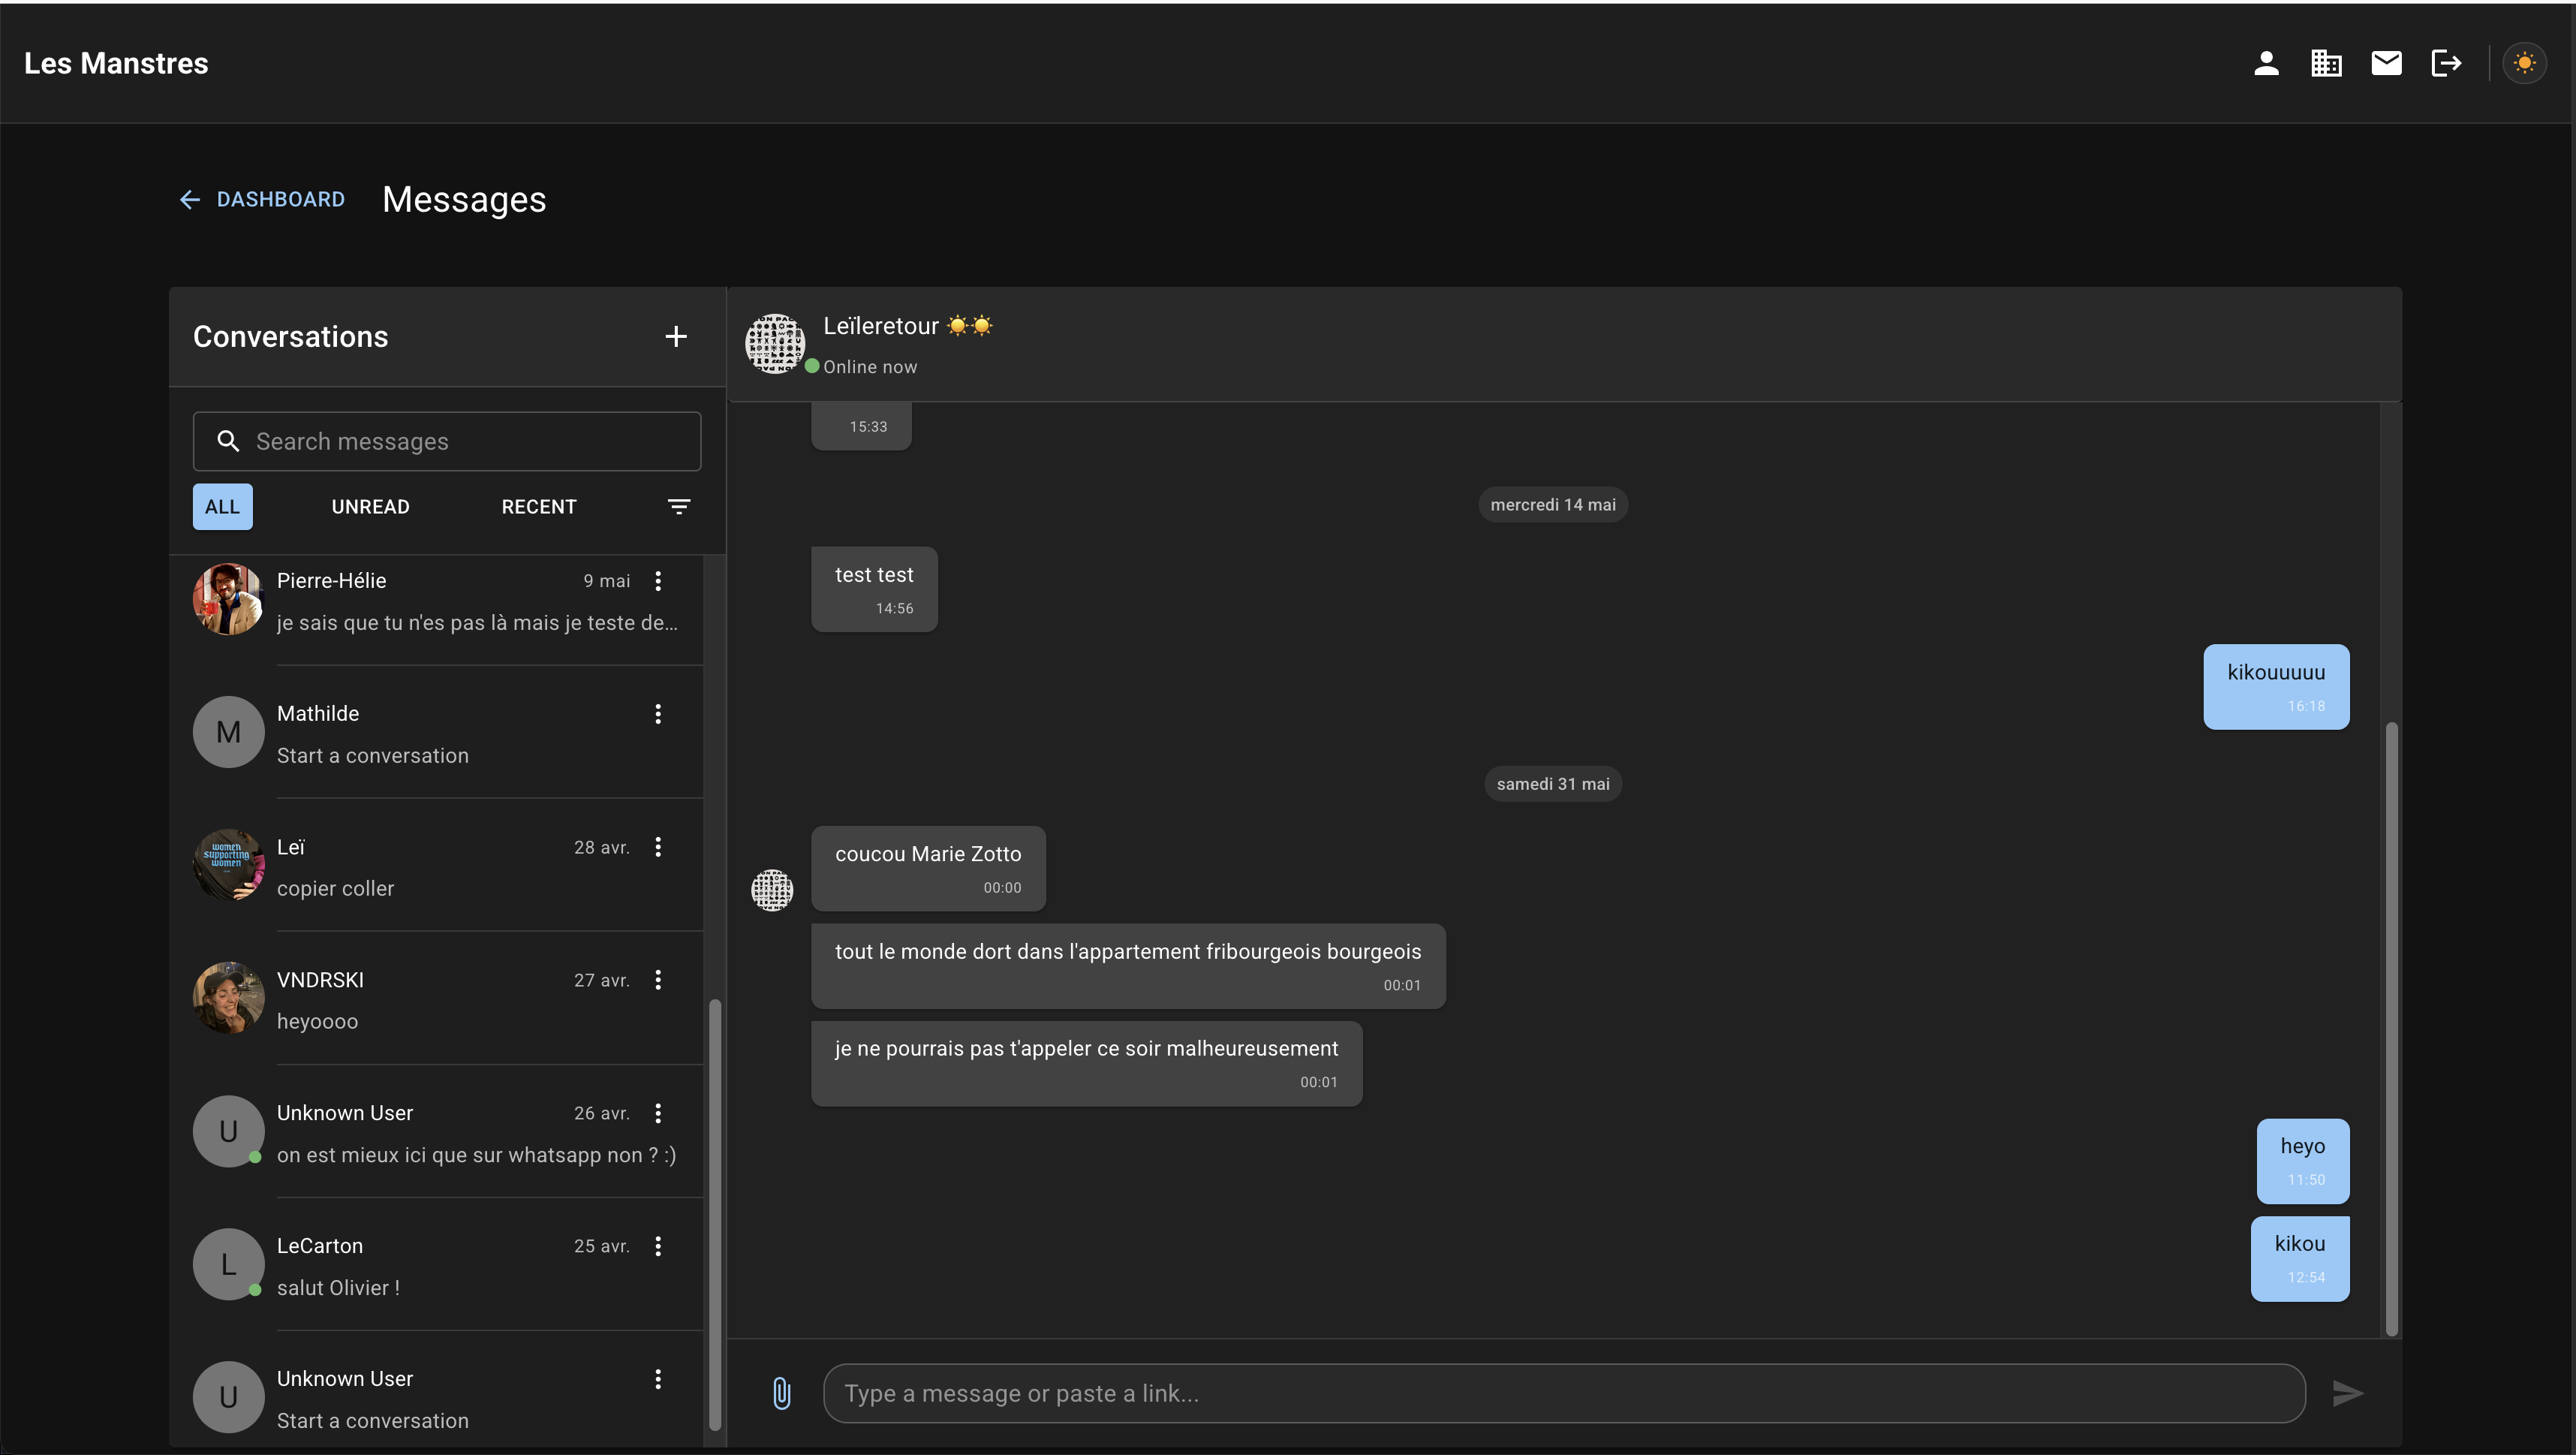 Les Manstres
DASHBOARD
Messages
Conversations
Search messages
ALL
UNREAD
RECENT
Pierre-Hélie
9 mai
je sais que tu n'es pas là mais je teste de...
M
Mathilde
Start a conversation
women
supporting
women
Leï
28 avr.
copier coller
VNDRSKI
27 avr.
heyoooo
U
Unknown User
26 avr.
on est mieux ici que sur whatsapp non ? :)
L
LeCarton
25 avr.
salut Olivier !
U
Unknown User
Start a conversation
Leïleretour ☀️☀️
Online now
15:33
mercredi 14 mai
test test
14:56
kikouuuuu
16:18
samedi 31 mai
coucou Marie Zotto
00:00
tout le monde dort dans l'appartement fribourgeois bourgeois
00:01
je ne pourrais pas t'appeler ce soir malheureusement
00:01
heyo
11:50
kikou
12:54
Type a message or paste a link...